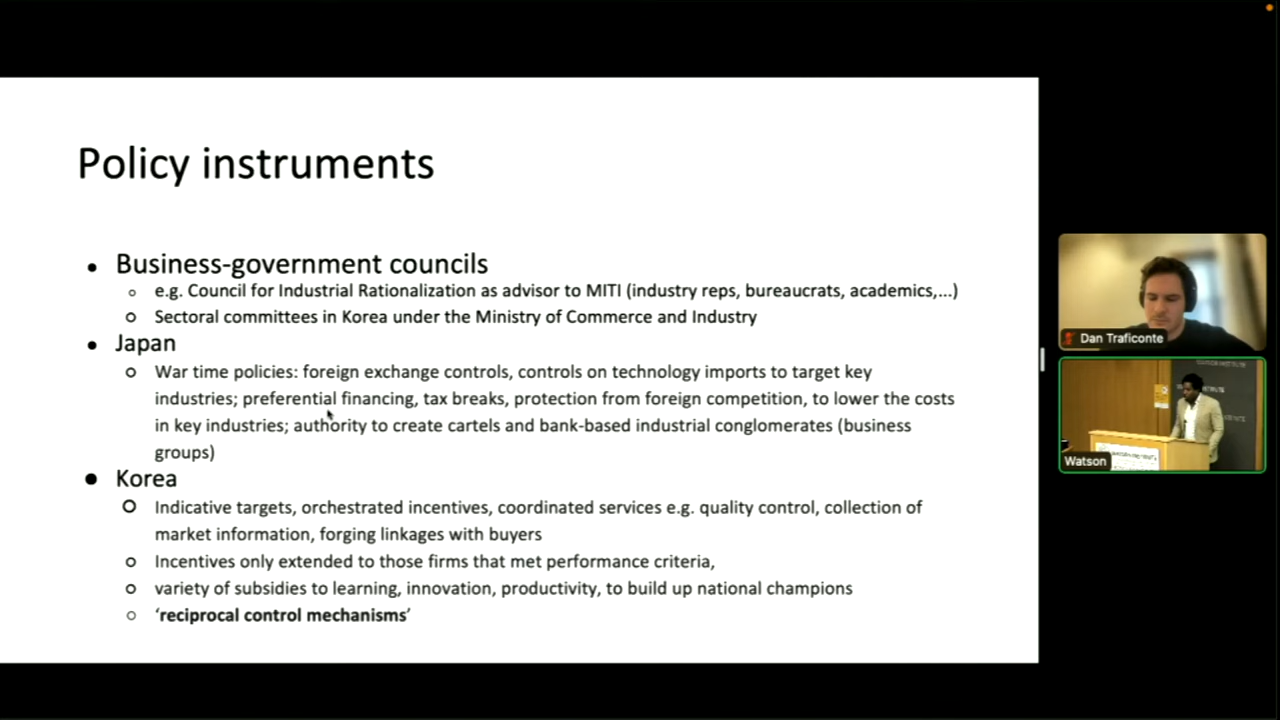 Policy instruments
• Business-government councils
○ e.g. Council for Industrial Rationalization as advisor to MITI (industry reps, bureaucrats, academics,...)
○ Sectoral committees in Korea under the Ministry of Commerce and Industry
• Japan
○ War time policies: foreign exchange controls, controls on technology imports to target key
industries; preferential financing, tax breaks, protection from foreign competition, to lower the costs
in key industries; authority to create cartels and bank-based industrial conglomerates (business
groups)
• Korea
○ Indicative targets, orchestrated incentives, coordinated services e.g. quality control, collection of
market information, forging linkages with buyers
○ Incentives only extended to those firms that met performance criteria,
○ variety of subsidies to learning, innovation, productivity, to build up national champions
○ ‘reciprocal control mechanisms’
Dan Traficonte
Watson